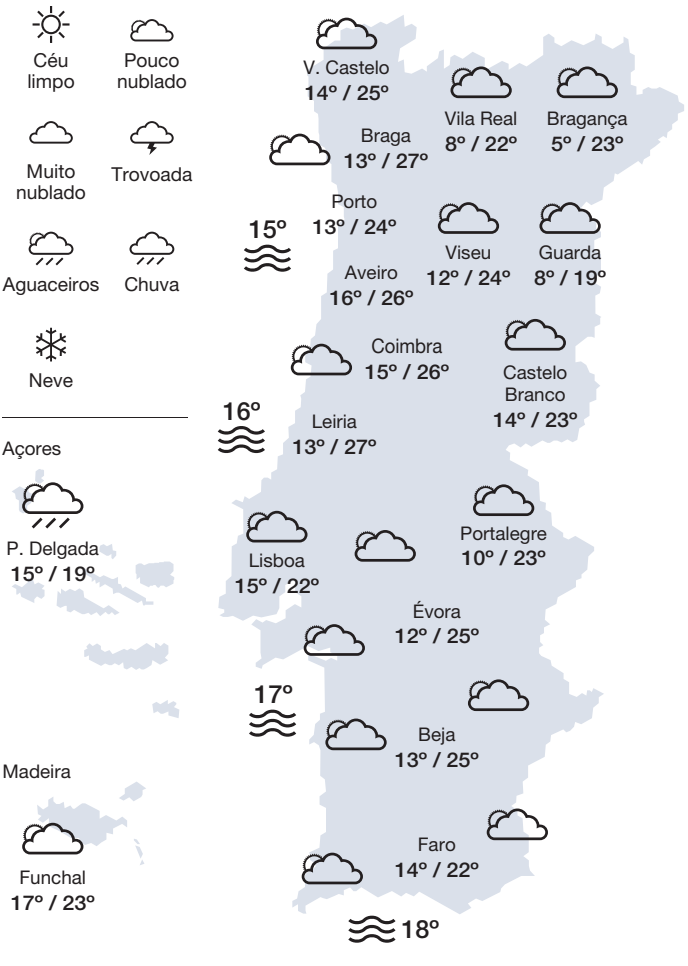 Céu
limpo
Pouco
nublado
Muito
nublado
Trovoada
Aguaceiros
Chuva
Neve
Açores
P. Delgada
15º / 19º
Madeira
Funchal
17º / 23º
V. Castelo
14º / 25º
Vila Real
8º / 22º
Bragança
5º / 23º
Braga
13º / 27º
Porto
13º / 24º
15º
Viseu
12º / 24º
Guarda
8º / 19º
Aveiro
16º / 26º
Coimbra
15º / 26º
Castelo
Branco
14º / 23º
16º
Leiria
13º / 27º
Portalegre
10º / 23º
Lisboa
15º / 22º
Évora
12º / 25º
17º
Beja
13º / 25º
Faro
14º / 22º
18º